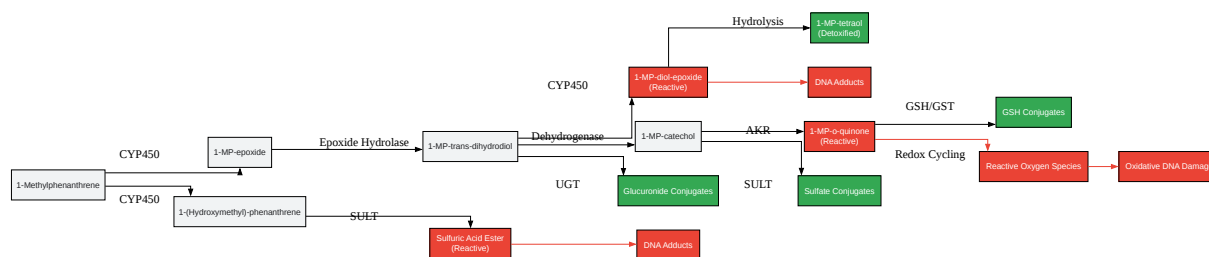 Hydrolysis
1-MP-tetraol
(Detoxified)
CYP450
1-MP-diol-epoxide
(Reactive)
DNA Adducts
GSH/GST
GSH Conjugates
CYP450
1-MP-epoxide
Epoxide Hydrolase
1-MP-trans-dihydrodiol
Dehydrogenase
1-MP-catechol
AKR
1-MP-o-quinone
(Reactive)
Redox Cycling
Reactive Oxygen Species
Oxidative DNA Damag
1-Methylphenanthrene
CYP450
1-(Hydroxymethyl)-phenanthrene
UGT
Glucuronide Conjugates
SULT
Sulfate Conjugates
SULT
Sulfuric Acid Ester
(Reactive)
DNA Adducts